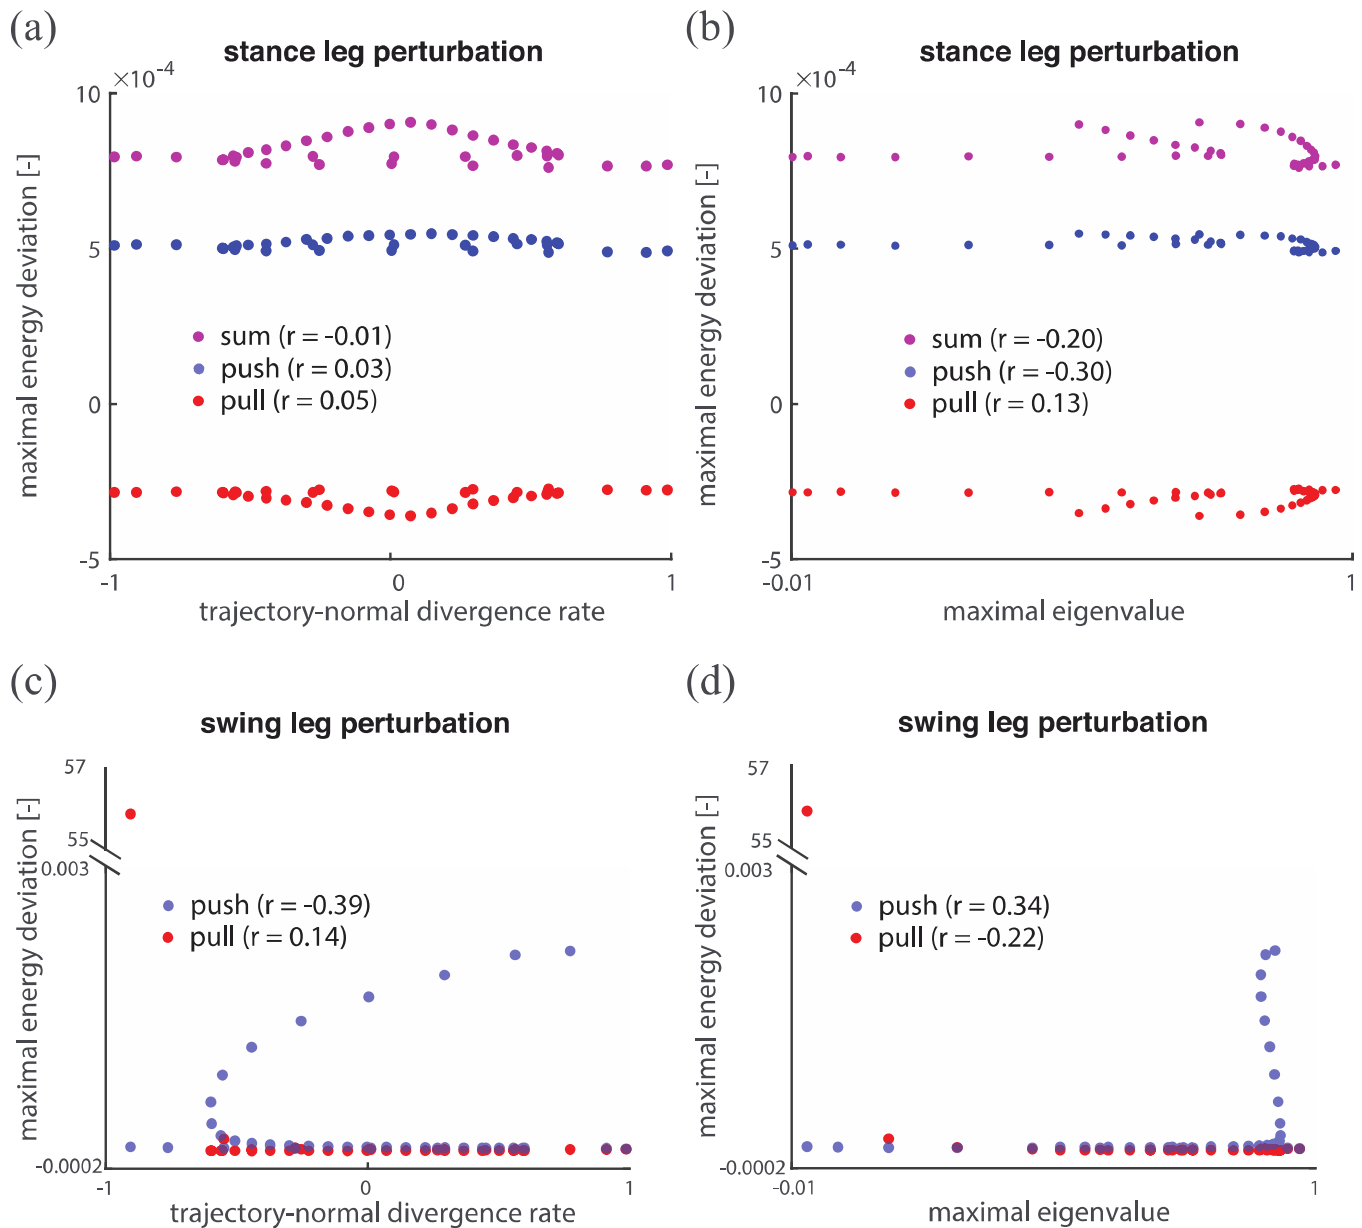 (a)
stance leg perturbation
×10⁻⁴
10
5
0
-5
maximal energy deviation [-]
sum (r = -0.01)
push (r = 0.03)
pull (r = 0.05)
-1
0
1
trajectory-normal divergence rate
(b)
stance leg perturbation
10
5
0
-5
maximal energy deviation [-]
sum (r = -0.20)
push (r = -0.30)
pull (r = 0.13)
-0.01
1
maximal eigenvalue
(c)
swing leg perturbation
57
55
0.003
-0.0002
maximal energy deviation [-]
push (r = -0.39)
pull (r = 0.14)
-1
0
1
trajectory-normal divergence rate
(d)
swing leg perturbation
57
55
0.003
-0.0002
maximal energy deviation [-]
push (r = 0.34)
pull (r = -0.22)
-0.01
1
maximal eigenvalue